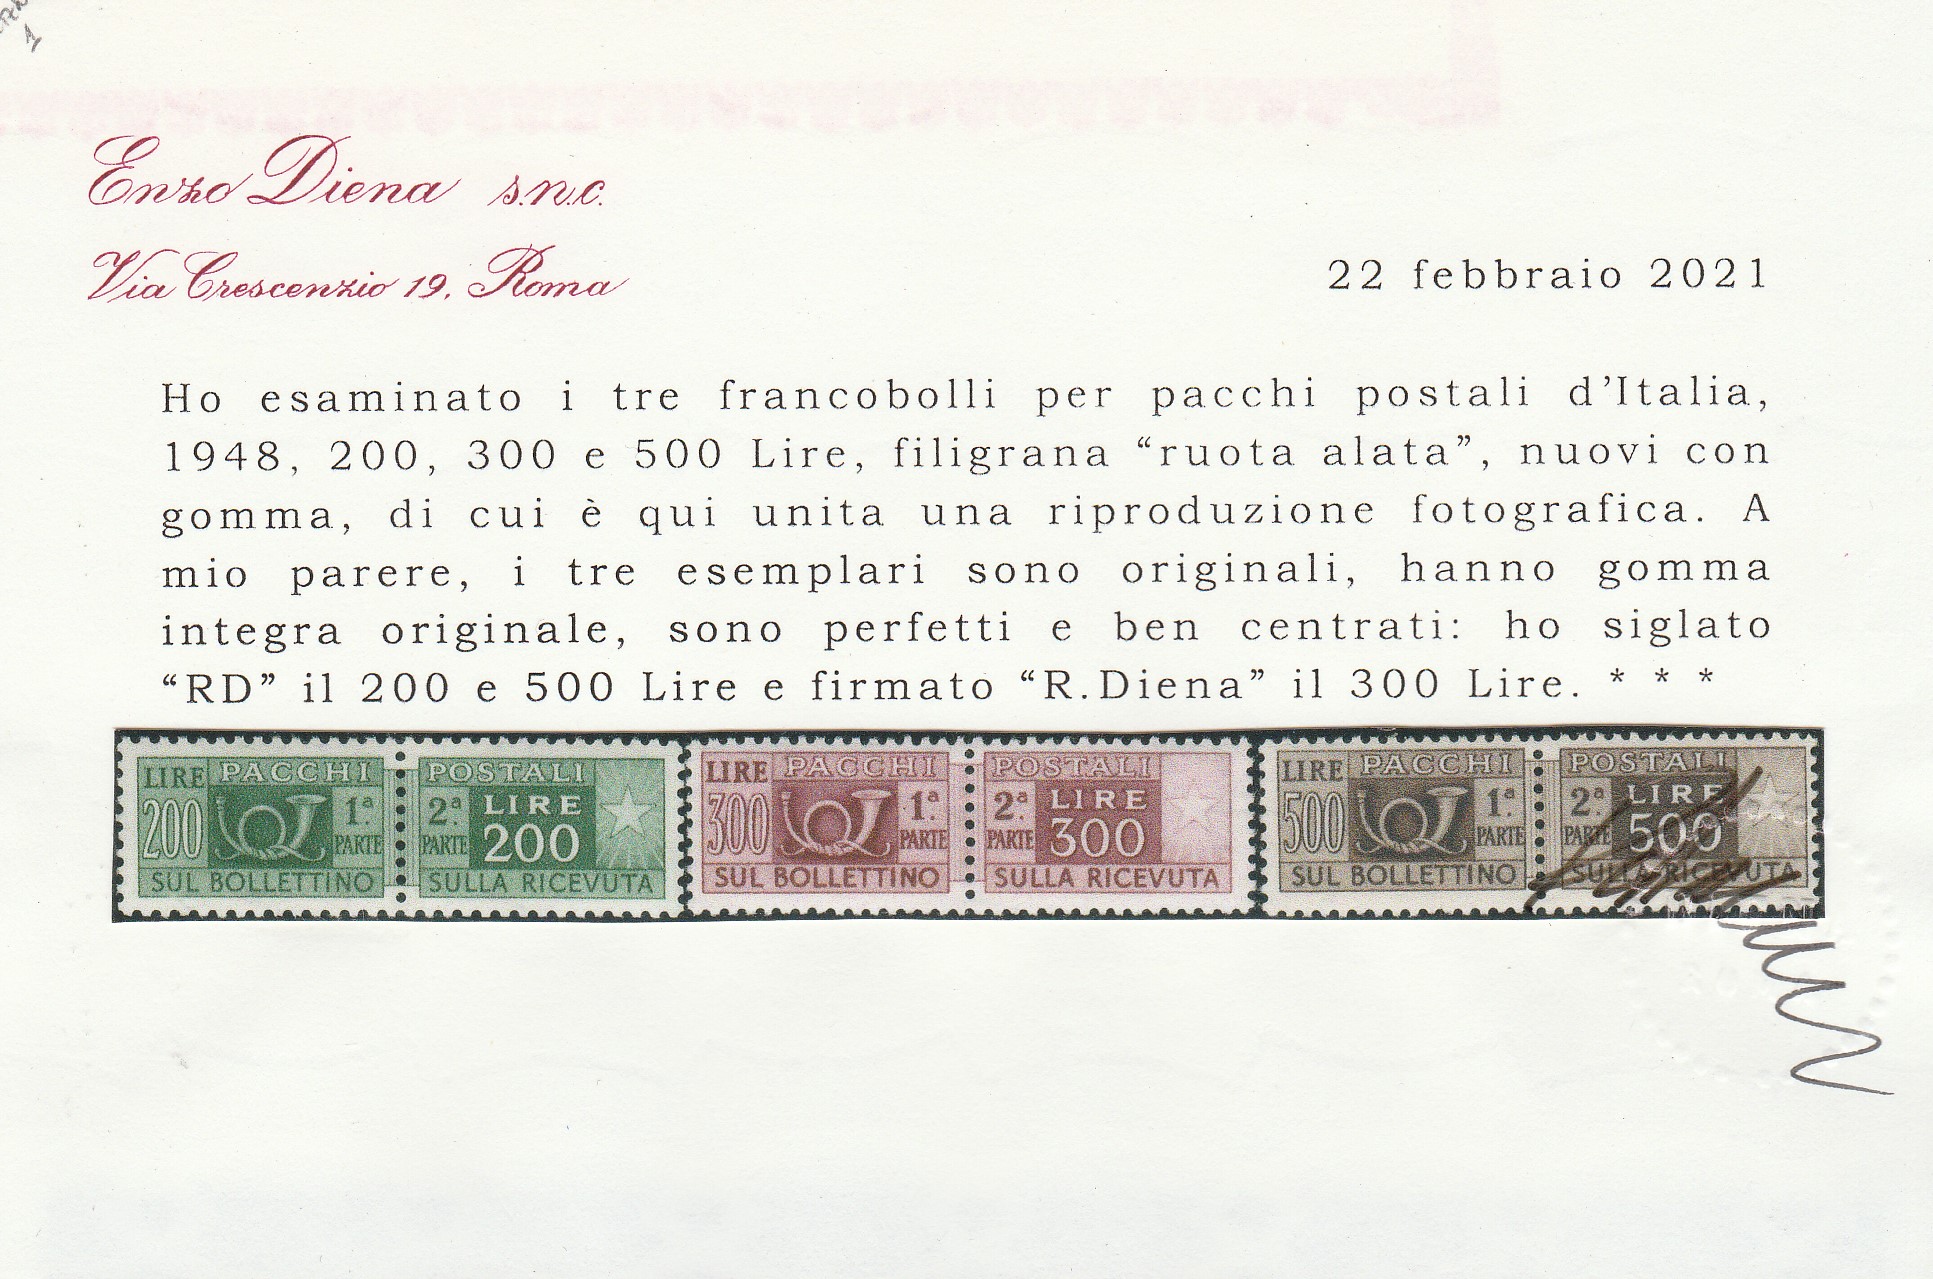 1
Enzo Diena s.n.c.
Via Crescenzio 19, Roma
22 febbraio 2021
Ho esaminato i tre francobolli per pacchi postali d’Italia,
1948, 200, 300 e 500 Lire, filigrana “ruota alata”, nuovi con
gomma, di cui è qui unita una riproduzione fotografica. A
mio parere, i tre esemplari sono originali, hanno gomma
integra originale, sono perfetti e ben centrati: ho siglato
“RD” il 200 e 500 Lire e firmato “R.Diena” il 300 Lire. * * *
LIRE PACCHI POSTALI
200 1ª PARTE 2ª PARTE LIRE 200
SUL BOLLETTINO SULLA RICEVUTA
LIRE PACCHI POSTALI
300 1ª PARTE 2ª PARTE LIRE 300
SUL BOLLETTINO SULLA RICEVUTA
LIRE PACCHI POSTALI
500 1ª PARTE 2ª PARTE LIRE 500
SUL BOLLETTINO SULLA RICEVUTA